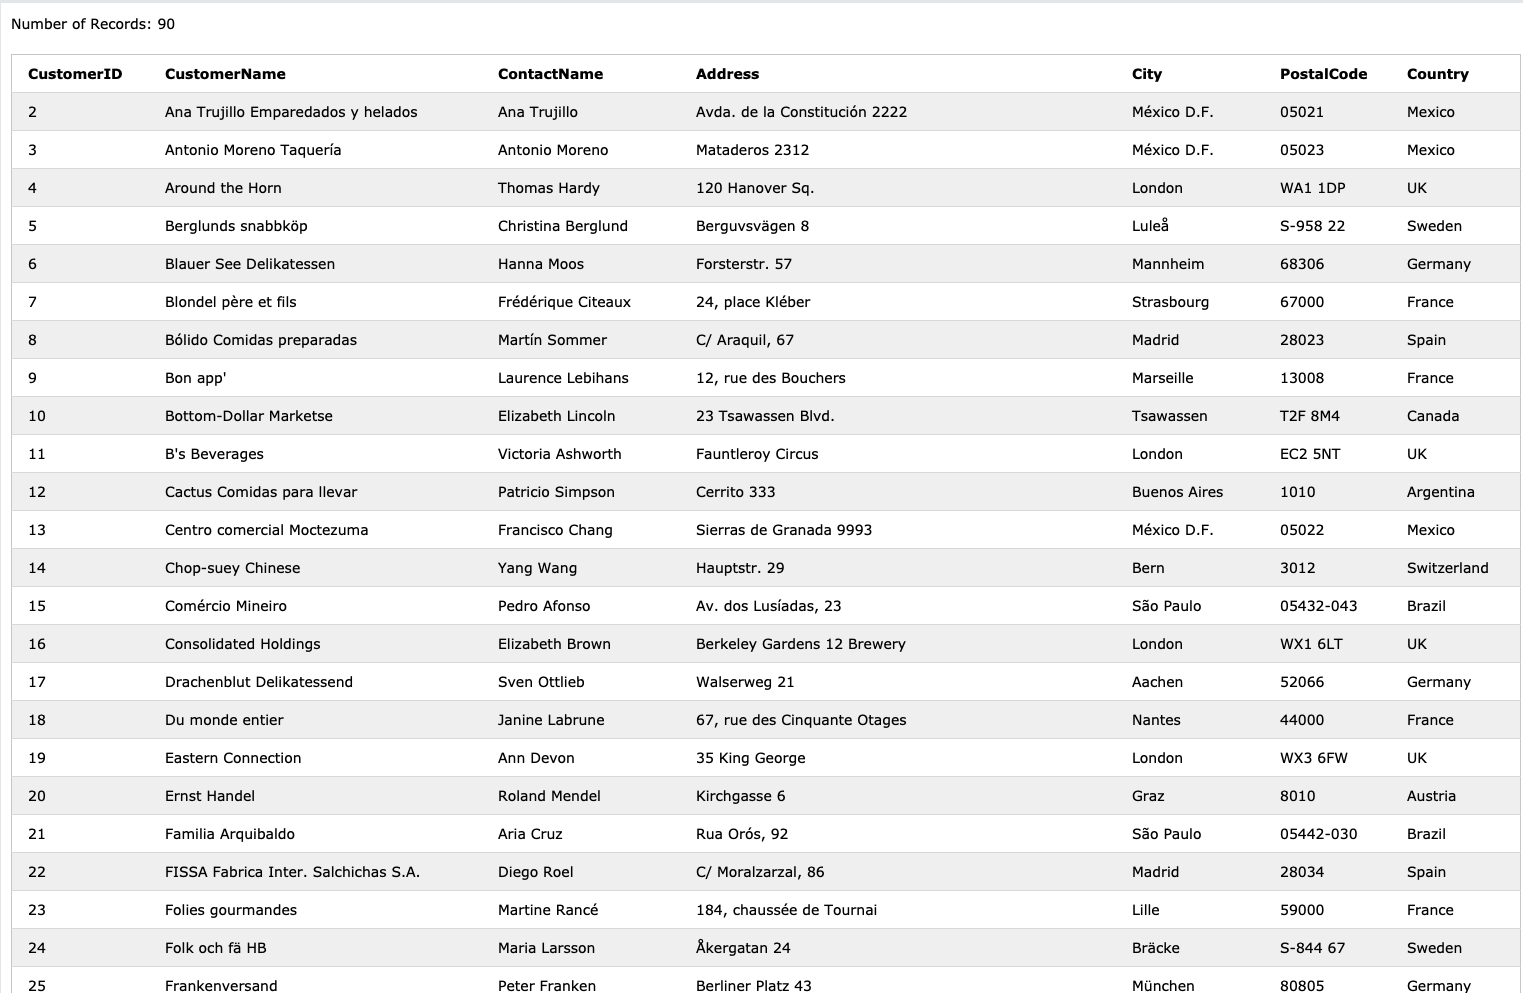 Number of Records: 90
CustomerID CustomerName ContactName Address City PostalCode Country
2 Ana Trujillo Emparedados y helados Ana Trujillo Avda. de la Constitución 2222 México D.F. 05021 Mexico
3 Antonio Moreno Taquería Antonio Moreno Mataderos 2312 México D.F. 05023 Mexico
4 Around the Horn Thomas Hardy 120 Hanover Sq. London WA1 1DP UK
5 Berglunds snabbköp Christina Berglund Berguvsvägen 8 Luleå S-958 22 Sweden
6 Blauer See Delikatessen Hanna Moos Forsterstr. 57 Mannheim 68306 Germany
7 Blondel père et fils Frédérique Citeaux 24, place Kléber Strasbourg 67000 France
8 Bólido Comidas preparadas Martín Sommer C/ Araquil, 67 Madrid 28023 Spain
9 Bon app' Laurence Lebihans 12, rue des Bouchers Marseille 13008 France
10 Bottom-Dollar Marketse Elizabeth Lincoln 23 Tsawassen Blvd. Tsawassen T2F 8M4 Canada
11 B's Beverages Victoria Ashworth Fauntleroy Circus London EC2 5NT UK
12 Cactus Comidas para llevar Patricio Simpson Cerrito 333 Buenos Aires 1010 Argentina
13 Centro comercial Moctezuma Francisco Chang Sierras de Granada 9993 México D.F. 05022 Mexico
14 Chop-suey Chinese Yang Wang Hauptstr. 29 Bern 3012 Switzerland
15 Comércio Mineiro Pedro Afonso Av. dos Lusíadas, 23 São Paulo 05432-043 Brazil
16 Consolidated Holdings Elizabeth Brown Berkeley Gardens 12 Brewery London WX1 6LT UK
17 Drachenblut Delikatessend Sven Ottlieb Walserweg 21 Aachen 52066 Germany
18 Du monde entier Janine Labrune 67, rue des Cinquante Otages Nantes 44000 France
19 Eastern Connection Ann Devon 35 King George London WX3 6FW UK
20 Ernst Handel Roland Mendel Kirchgasse 6 Graz 8010 Austria
21 Familia Arquibaldo Aria Cruz Rua Orós, 92 São Paulo 05442-030 Brazil
22 FISSA Fabrica Inter. Salchichas S.A. Diego Roel C/ Moralzarzal, 86 Madrid 28034 Spain
23 Folies gourmandes Martine Rancé 184, chaussée de Tournai Lille 59000 France
24 Folk och fä HB Maria Larsson Åkergatan 24 Bräcke S-844 67 Sweden
25 Frankenversand Peter Franken Berliner Platz 43 München 80805 Germany